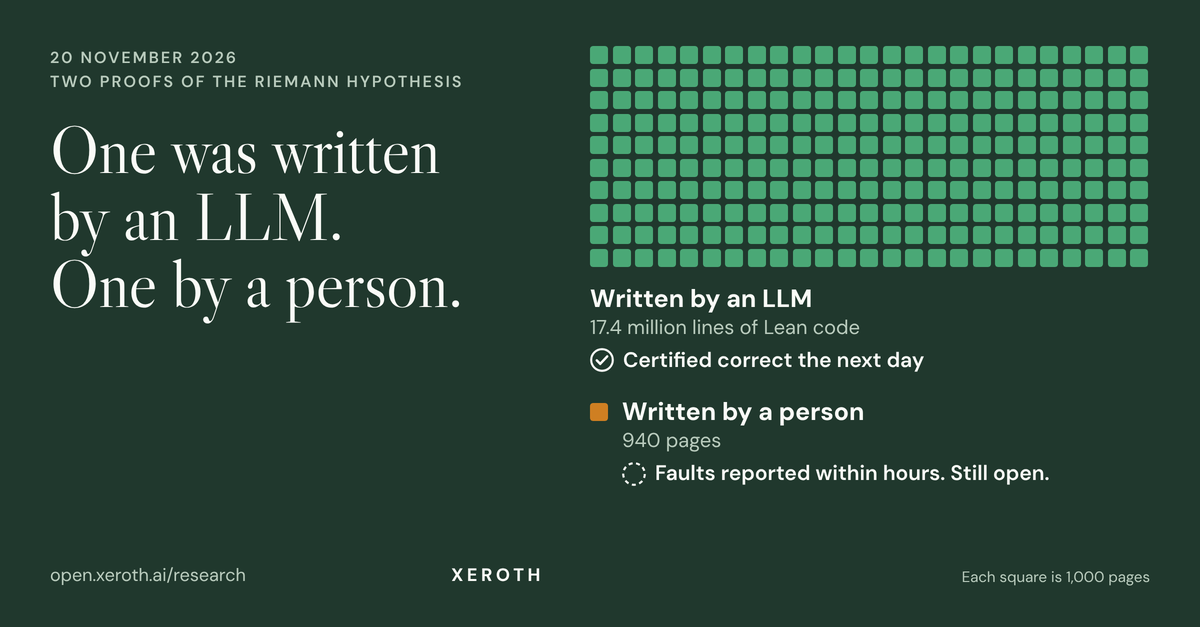 20 NOVEMBER 2026
TWO PROOFS OF THE RIEMANN HYPOTHESIS
One was written
by an LLM.
One by a person.
Written by an LLM
17.4 million lines of Lean code
Certified correct the next day
Written by a person
940 pages
Faults reported within hours. Still open.
open.xeroth.ai/research
XEROTH
Each square is 1,000 pages